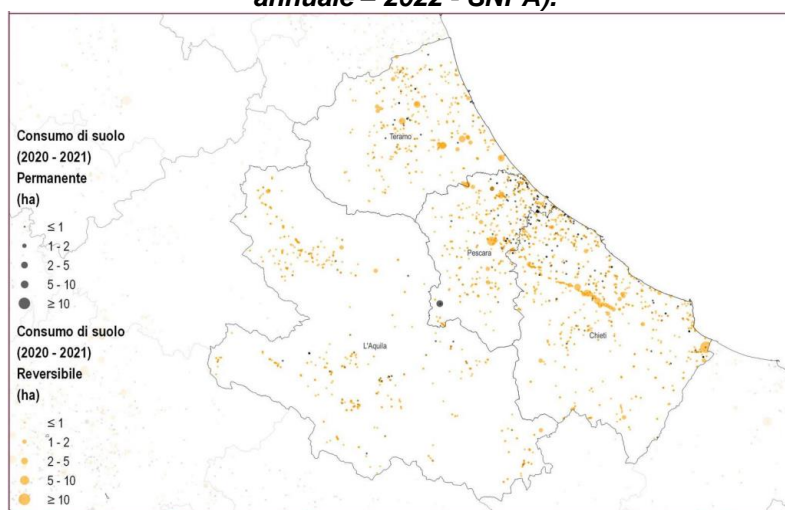 annuale – 2022 - SNPA).
Consumo di suolo
(2020 - 2021)
Permanente
(ha)
≤ 1
1 - 2
2 - 5
5 - 10
≥ 10
Consumo di suolo
(2020 - 2021)
Reversibile
(ha)
≤ 1
1 - 2
2 - 5
5 - 10
≥ 10
Teramo
Pescara
L'Aquila
Chieti